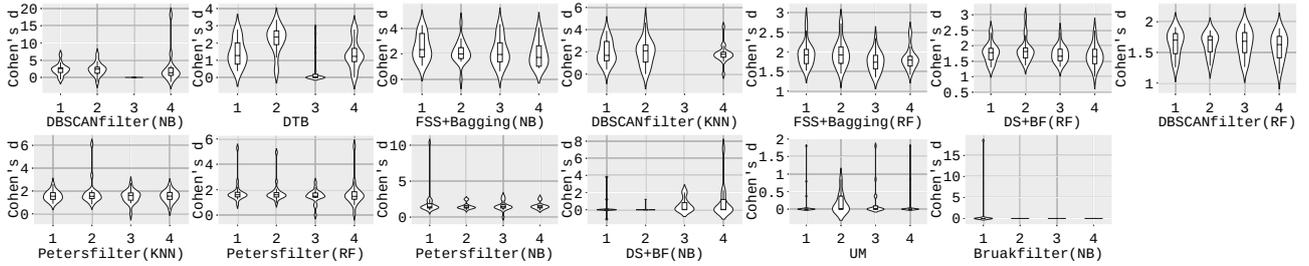 Cohen's d
20
15
10
5
0
1 2 3 4
DBSCANfilter(NB)
Cohen's d
4
3
2
1
0
1 2 3 4
DTB
Cohen's d
4
2
0
1 2 3 4
FSS+Bagging(NB)
Cohen's d
6
4
2
0
1 2 3 4
DBSCANfilter(KNN)
Cohen's d
3
2.5
2
1.5
1
1 2 3 4
FSS+Bagging(RF)
Cohen's d
3
2.5
2
1.5
1
0.5
1 2 3 4
DS+BF(RF)
Cohen's d
2
1.5
1
1 2 3 4
DBSCANfilter(RF)
Cohen's d
6
4
2
0
1 2 3 4
Petersfilter(KNN)
Cohen's d
6
4
2
0
1 2 3 4
Petersfilter(RF)
Cohen's d
10
5
0
1 2 3 4
Petersfilter(NB)
Cohen's d
8
6
4
2
0
1 2 3 4
DS+BF(NB)
Cohen's d
2
1.5
1
0.5
0
1 2 3 4
UM
Cohen's d
15
10
5
0
1 2 3 4
Bruakfilter(NB)